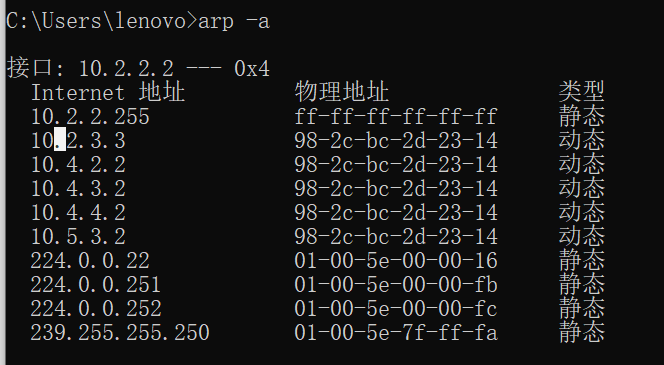 C:\Users\lenovo>arp -a
接口: 10.2.2.2 --- 0x4
Internet 地址 物理地址 类型
10.2.2.255 ff-ff-ff-ff-ff-ff 静态
10.2.3.3 98-2c-bc-2d-23-14 动态
10.4.2.2 98-2c-bc-2d-23-14 动态
10.4.3.2 98-2c-bc-2d-23-14 动态
10.4.4.2 98-2c-bc-2d-23-14 动态
10.5.3.2 98-2c-bc-2d-23-14 动态
224.0.0.22 01-00-5e-00-00-16 静态
224.0.0.251 01-00-5e-00-00-fb 静态
224.0.0.252 01-00-5e-00-00-fc 静态
239.255.255.250 01-00-5e-7f-ff-fa 静态